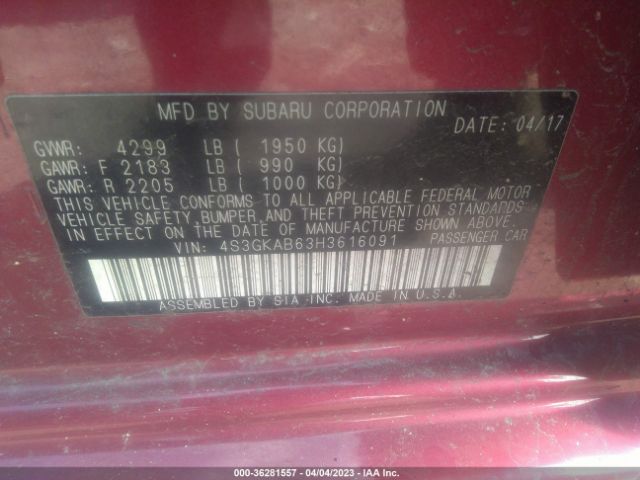 MFD BY SUBARU CORPORATION
DATE: 04/17
GVWR: 4299 LB ( 1950 KG)
GAWR: F 2183 LB ( 990 KG)
GAWR: R 2205 LB ( 1000 KG)
THIS VEHICLE CONFORMS TO ALL APPLICABLE FEDERAL MOTOR
VEHICLE SAFETY, BUMPER, AND THEFT PREVENTION STANDARDS
IN EFFECT ON THE DATE OF MANUFACTURE SHOWN ABOVE.
VIN: 4S3GKAB63H3616091 PASSENGER CAR
ASSEMBLED BY SIA INC. MADE IN U.S.A.
000-36281557 - 04/04/2023 - IAA Inc.